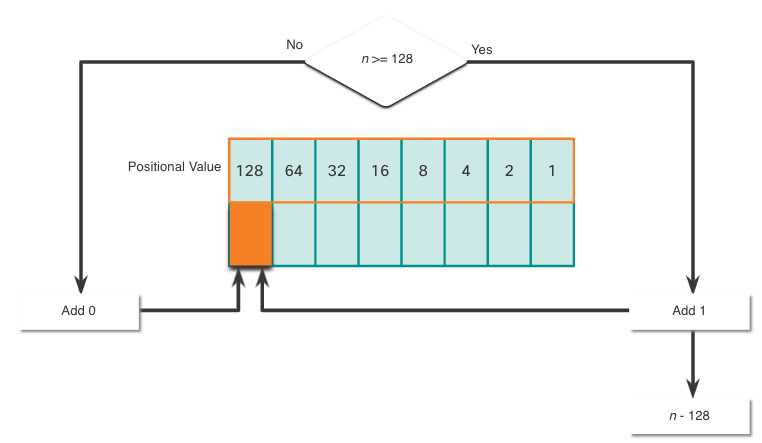 No
Yes
n >= 128
Positional Value
128 64 32 16 8 4 2 1
Add 0
Add 1
n - 128